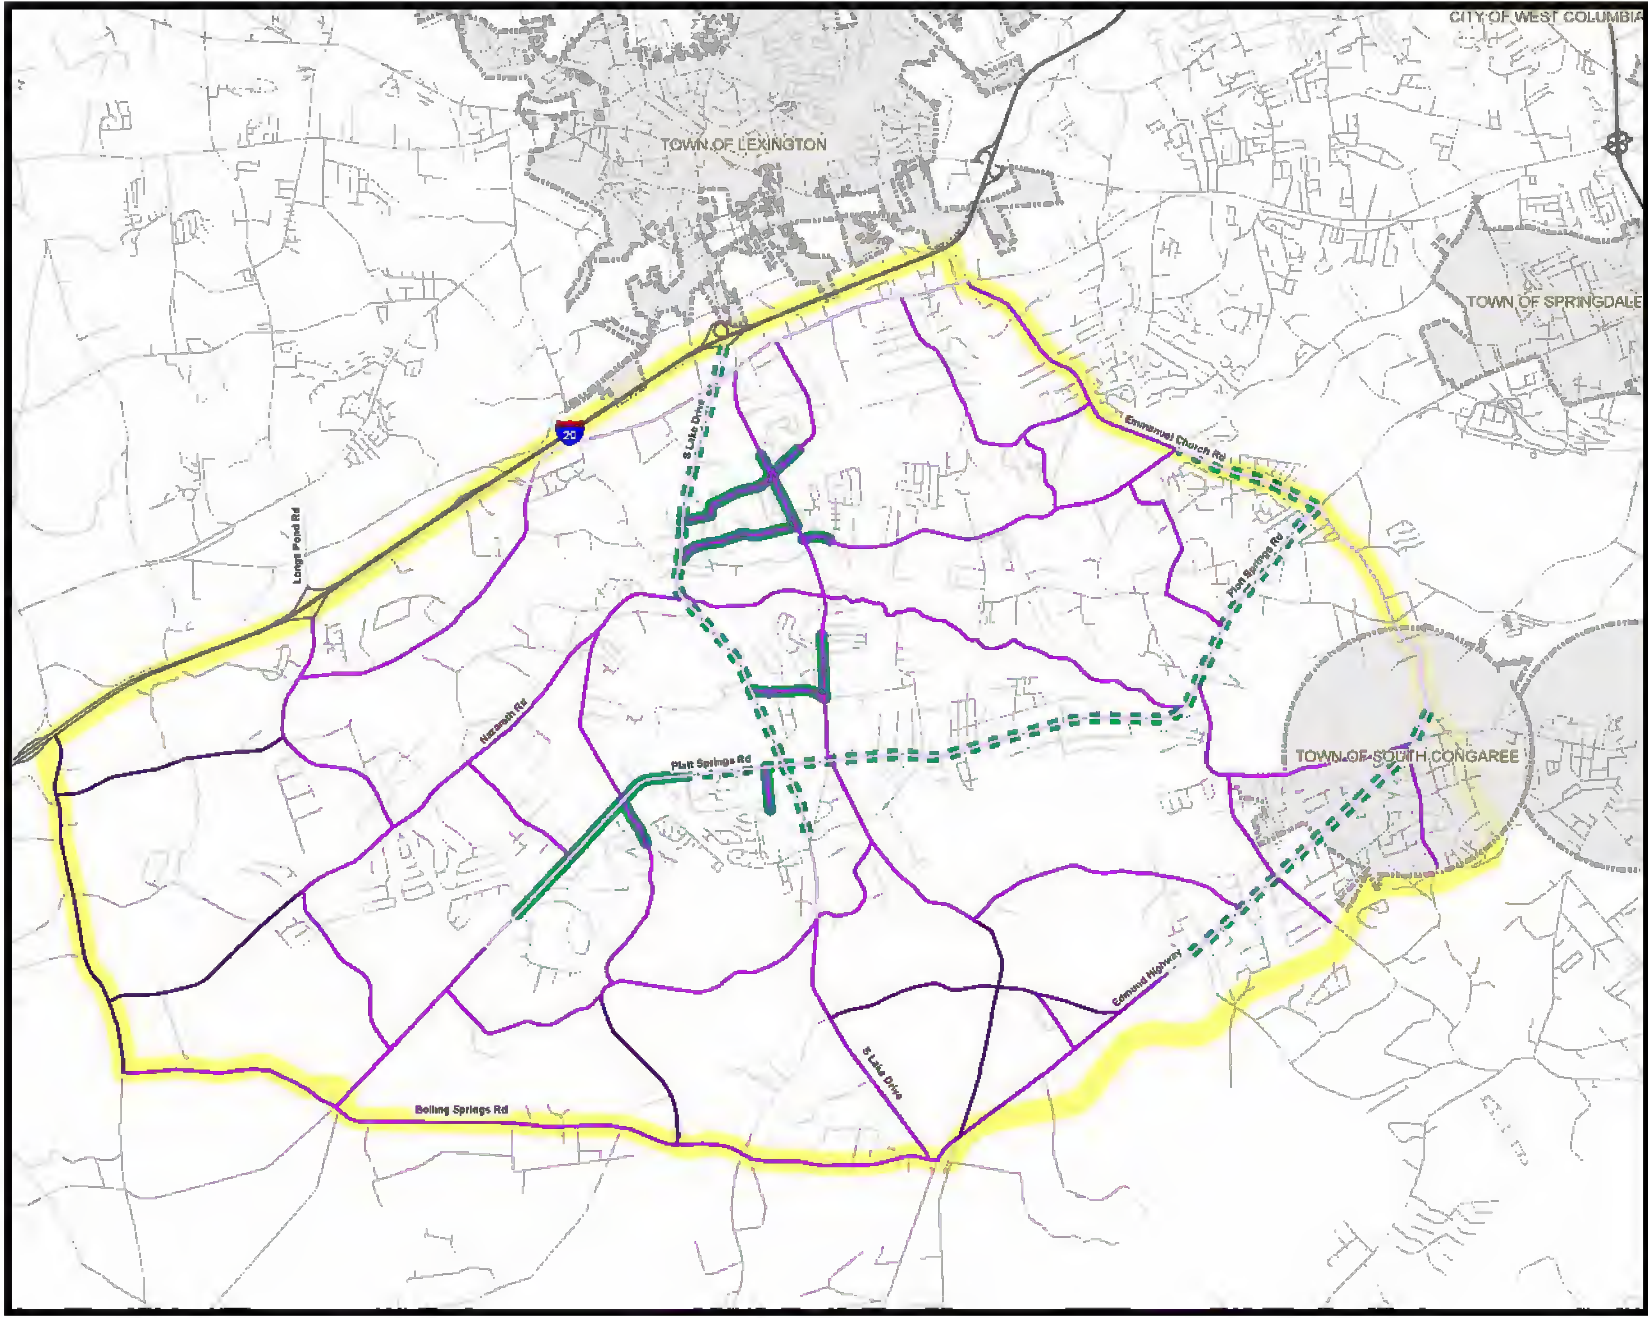 CITY OF WEST COLUMBIA
TOWN OF LEXINGTON
TOWN OF SPRINGDALE
S Lake Drive
Emmanuel Church Rd
20
Longs Pond Rd
Platt Springs Rd
Nazareth Rd
Platt Springs Rd
TOWN OF SOUTH CONGAREE
Edmund Highway
S Lake Drive
Boiling Springs Rd